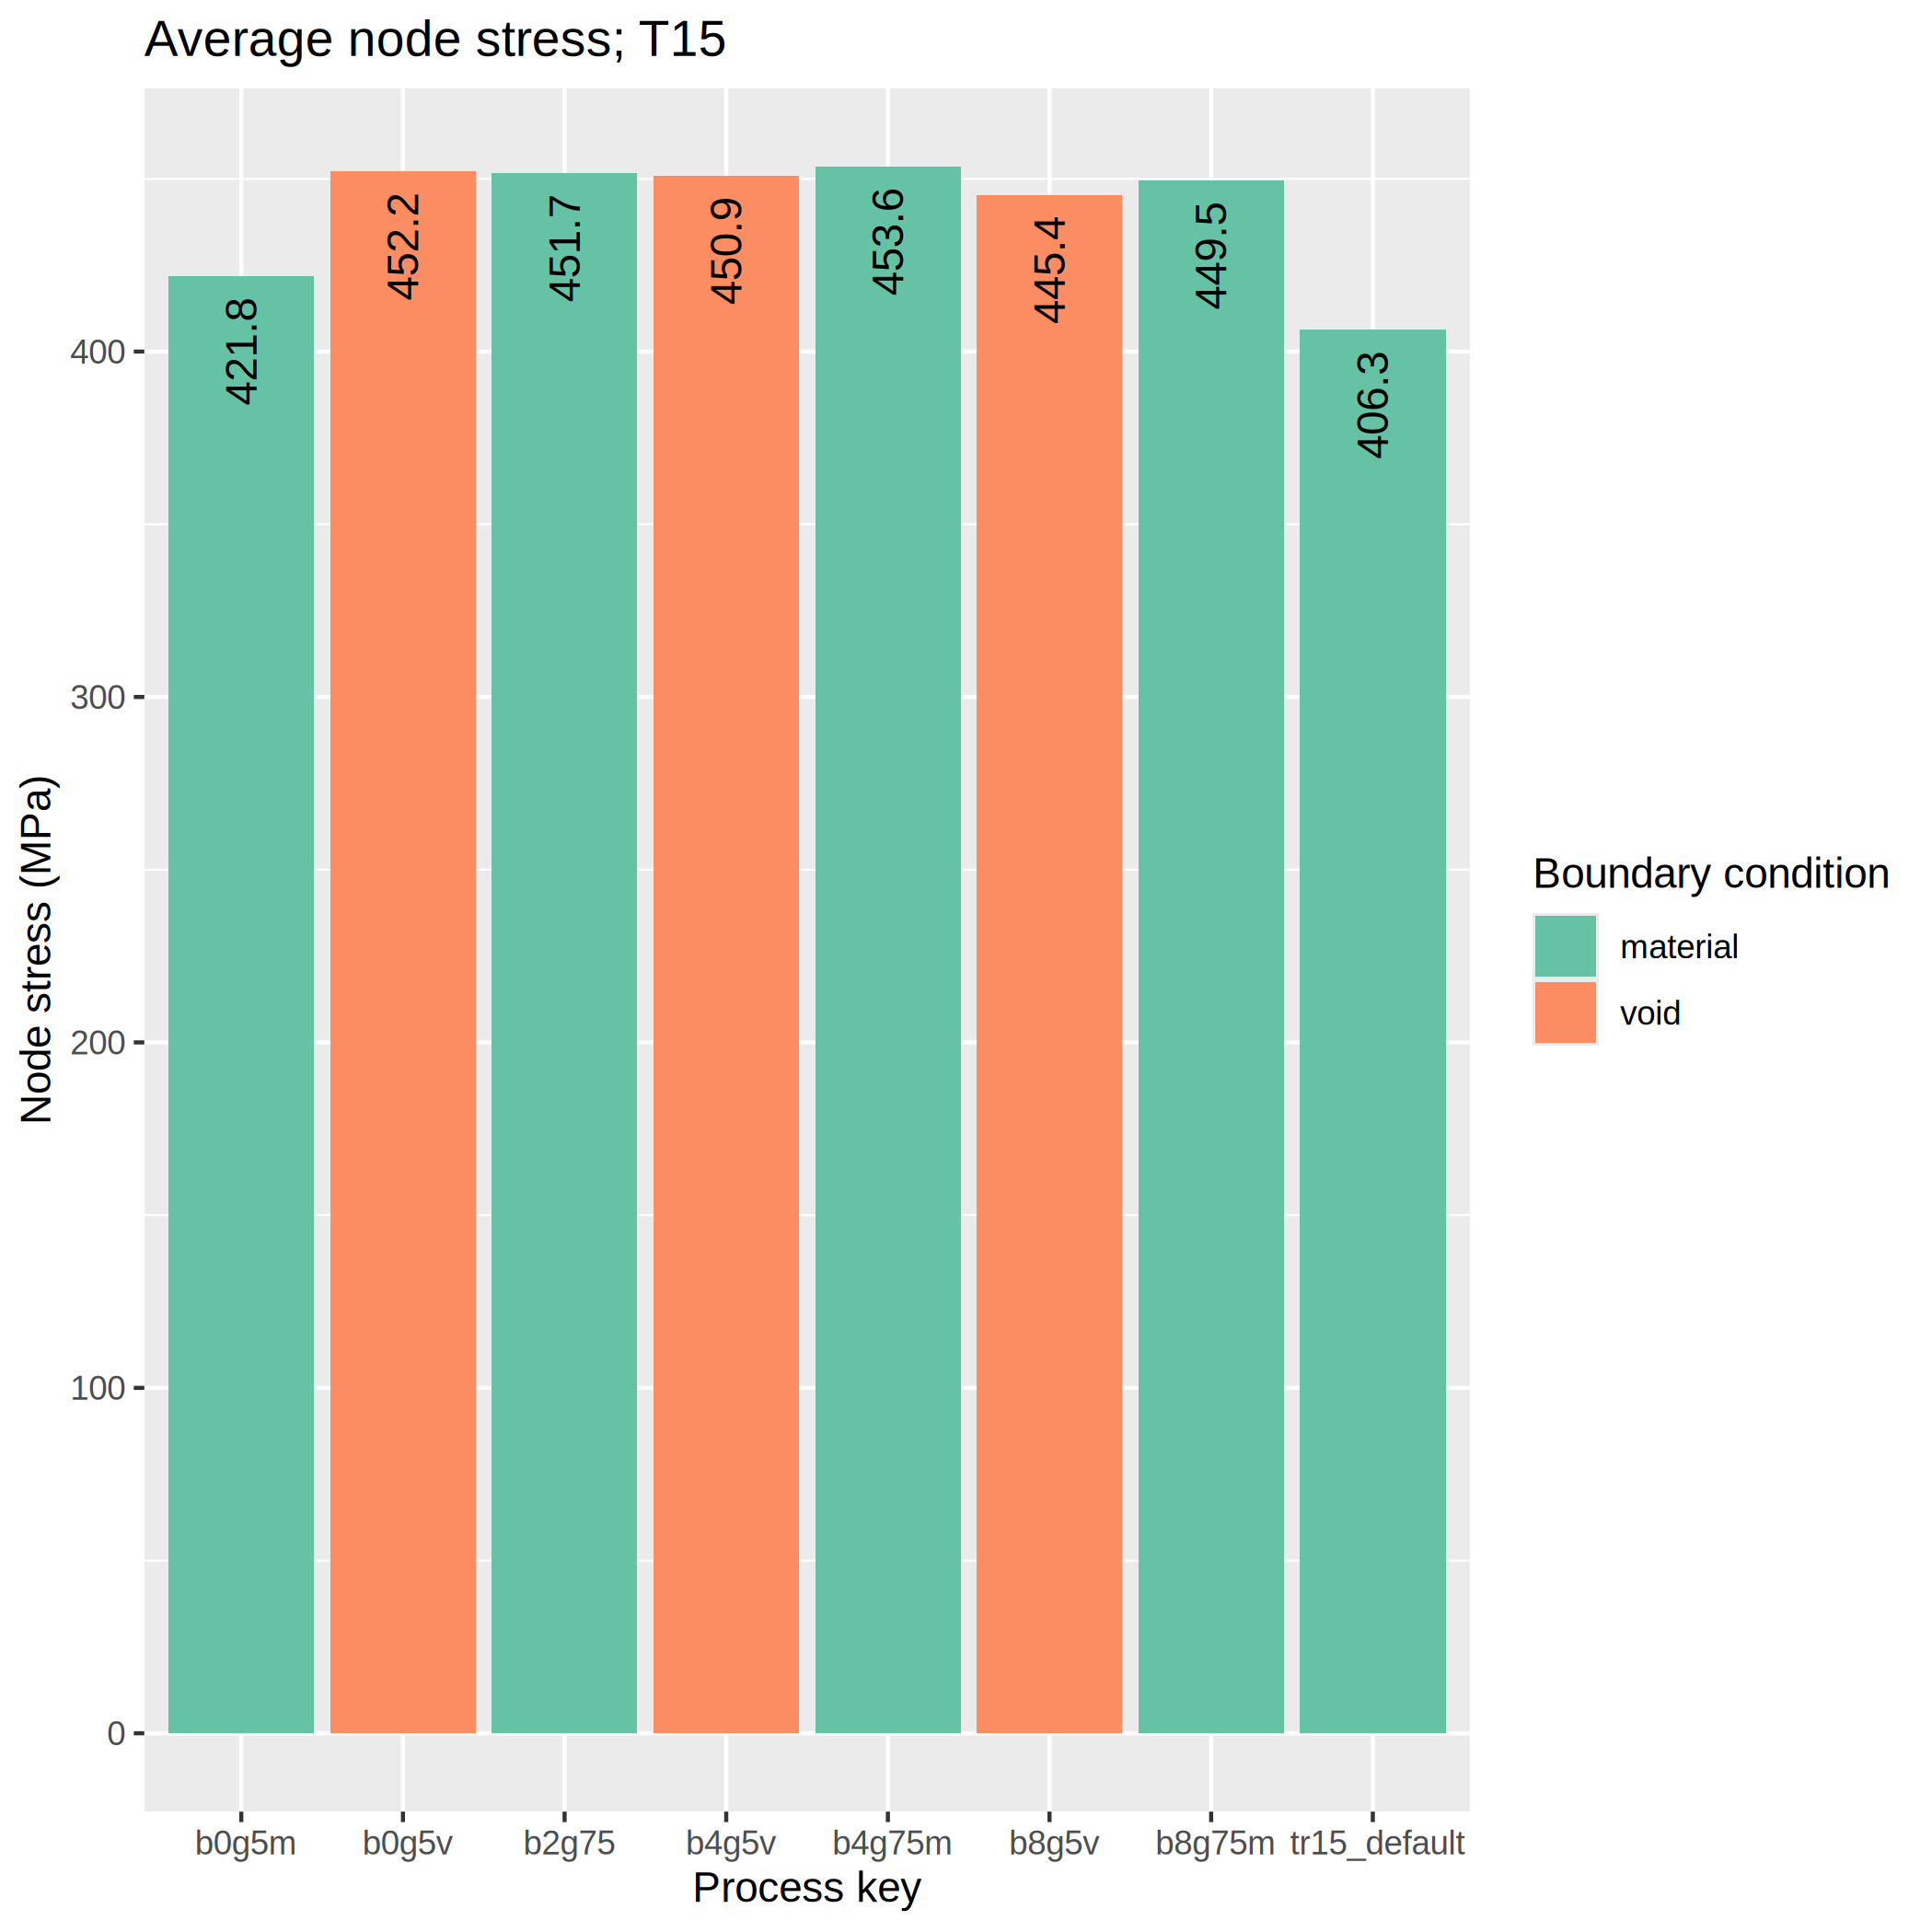 Average node stress; T15
421.8
452.2
451.7
450.9
453.6
445.4
449.5
406.3
400
300
200
100
0
Node stress (MPa)
b0g5m
b0g5v
b2g75
b4g5v
b4g75m
b8g5v
b8g75m
tr15_default
Process key
Boundary condition
material
void